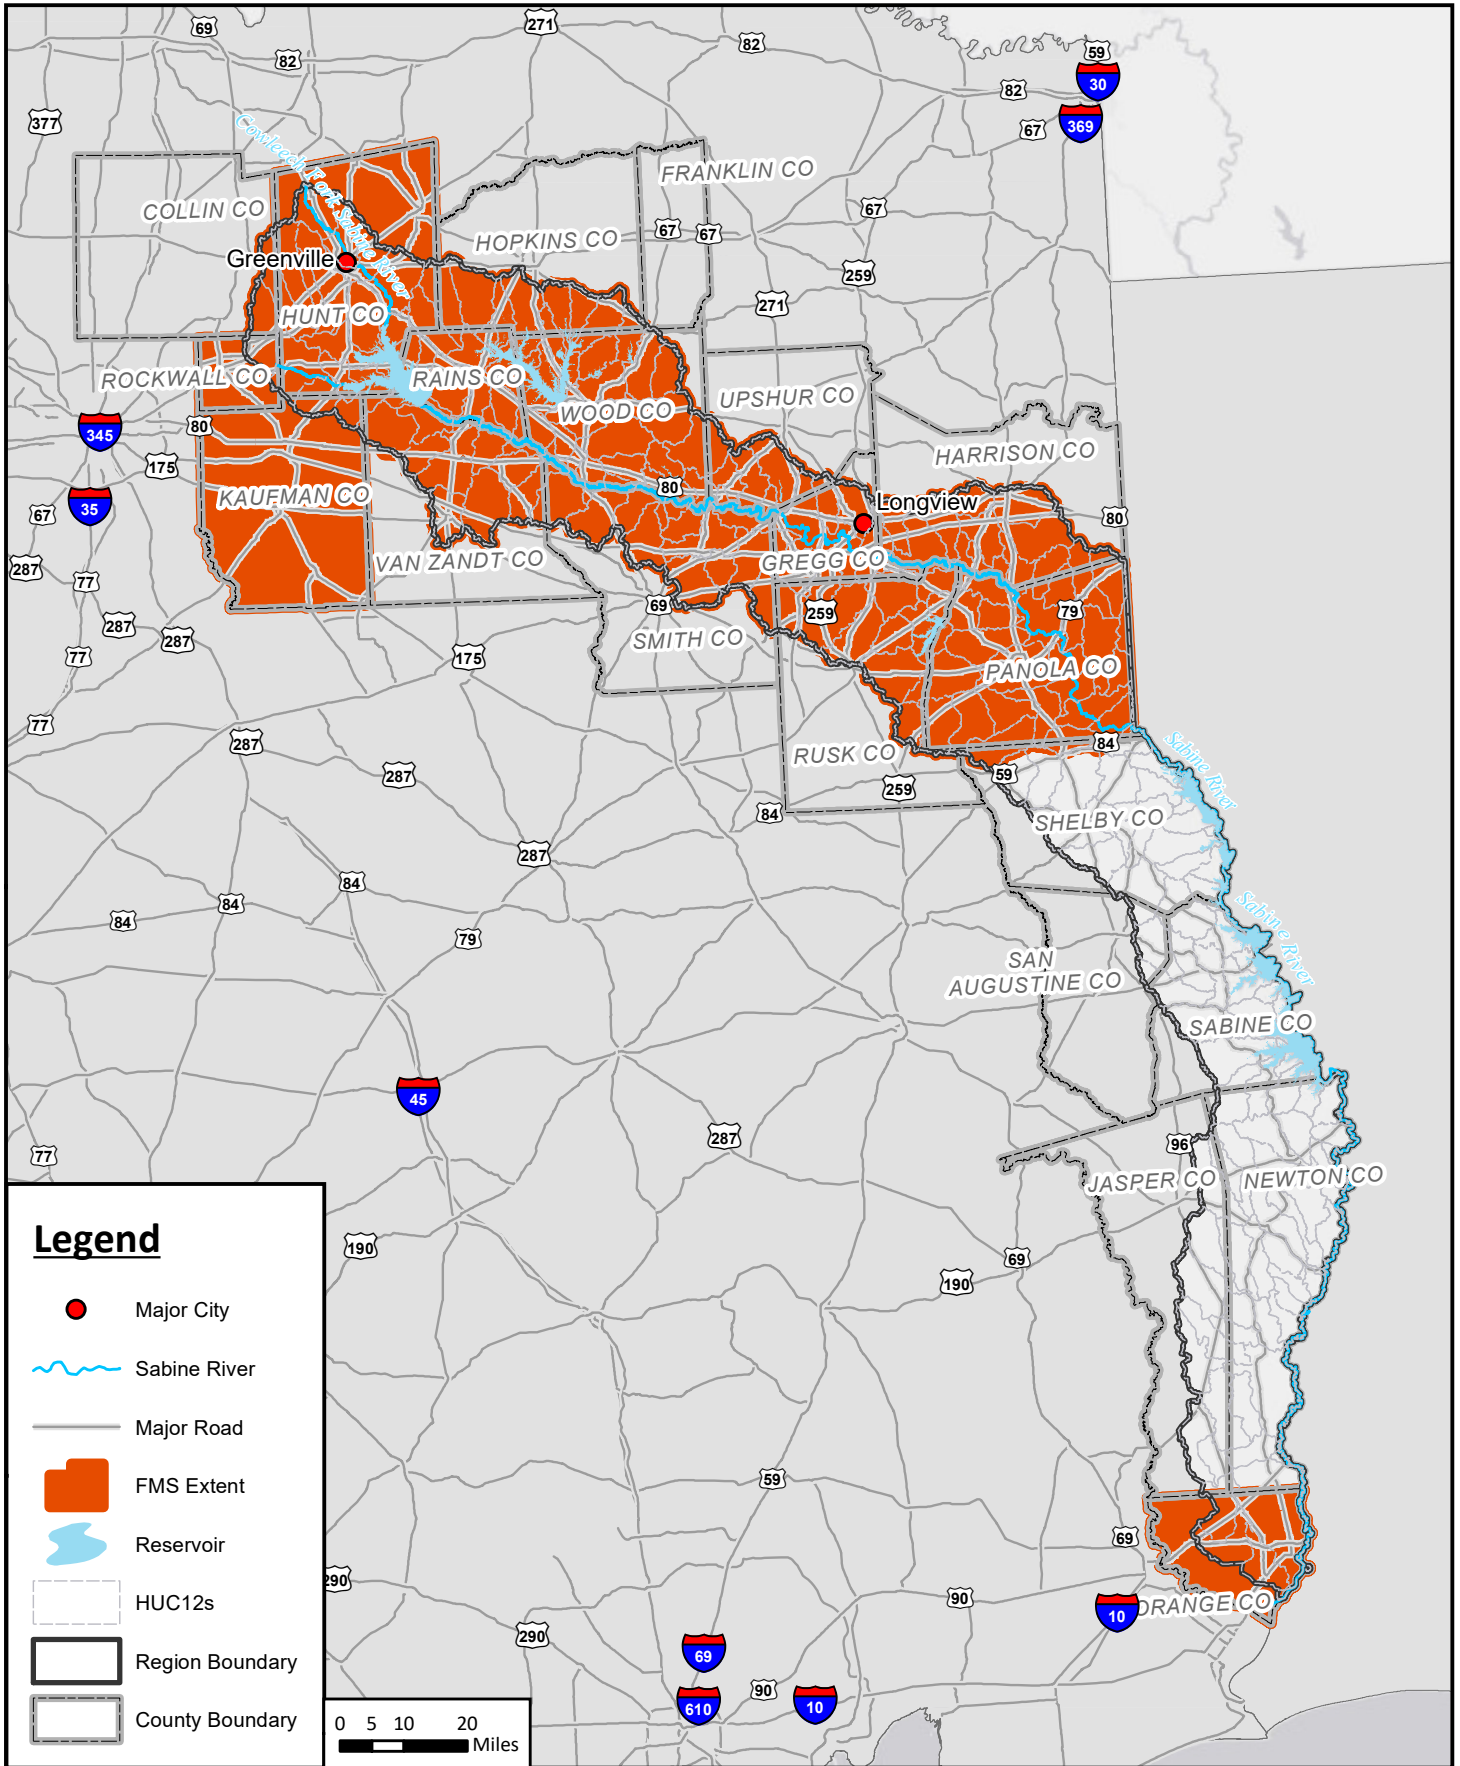 69
271
82
82
59
30
82
369
67
377
Cowleech Fork Sabine River
FRANKLIN CO
COLLIN CO
67
67
67
HOPKINS CO
Greenville
259
271
HUNT CO
ROCKWALL CO
RAINS CO
UPSHUR CO
WOOD CO
80
345
175
HARRISON CO
KAUFMAN CO
80
Longview
35
67
80
VAN ZANDT CO
GREGG CO
287
77
69
259
79
287
287
SMITH CO
77
175
PANOLA CO
77
287
84
Sabine River
RUSK CO
287
59
259
84
SHELBY CO
287
84
84
84
Sabine River
79
SAN
AUGUSTINE CO
SABINE CO
45
287
96
77
JASPER CO
NEWTON CO
Legend
190
69
190
Major City
Sabine River
Major Road
59
FMS Extent
69
Reservoir
290
90
HUC12s
10
ORANGE CO
290
69
Region Boundary
90
610
10
County Boundary
0 5 10 20
Miles